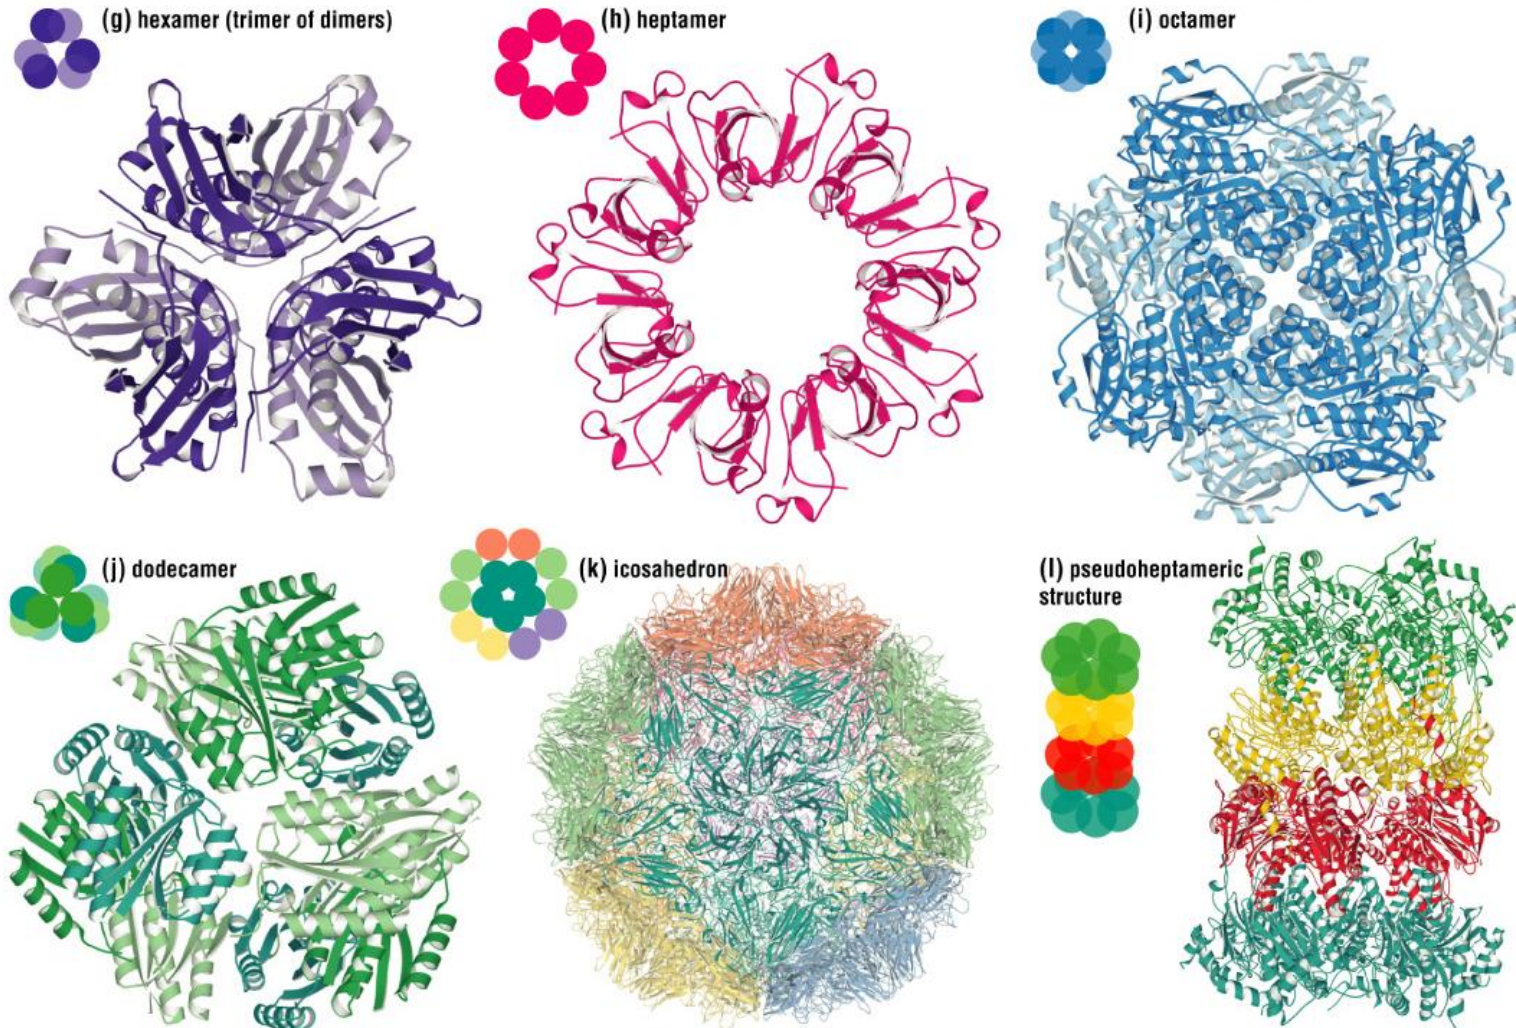 (g) hexamer (trimer of dimers)
(h) heptamer
(i) octamer
(j) dodecamer
(k) icosahedron
(l) pseudoheptameric
structure